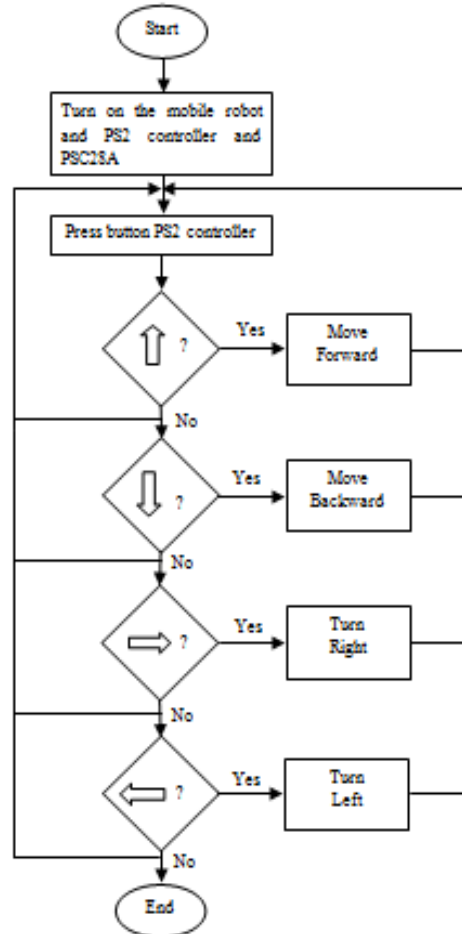 Start
Turn on the mobile robot
and PS2 controller and
PSC28A
Press button PS2 controller
?
Yes
Move
Forward
No
?
Yes
Move
Backward
No
?
Yes
Turn
Right
No
?
Yes
Turn
Left
No
End